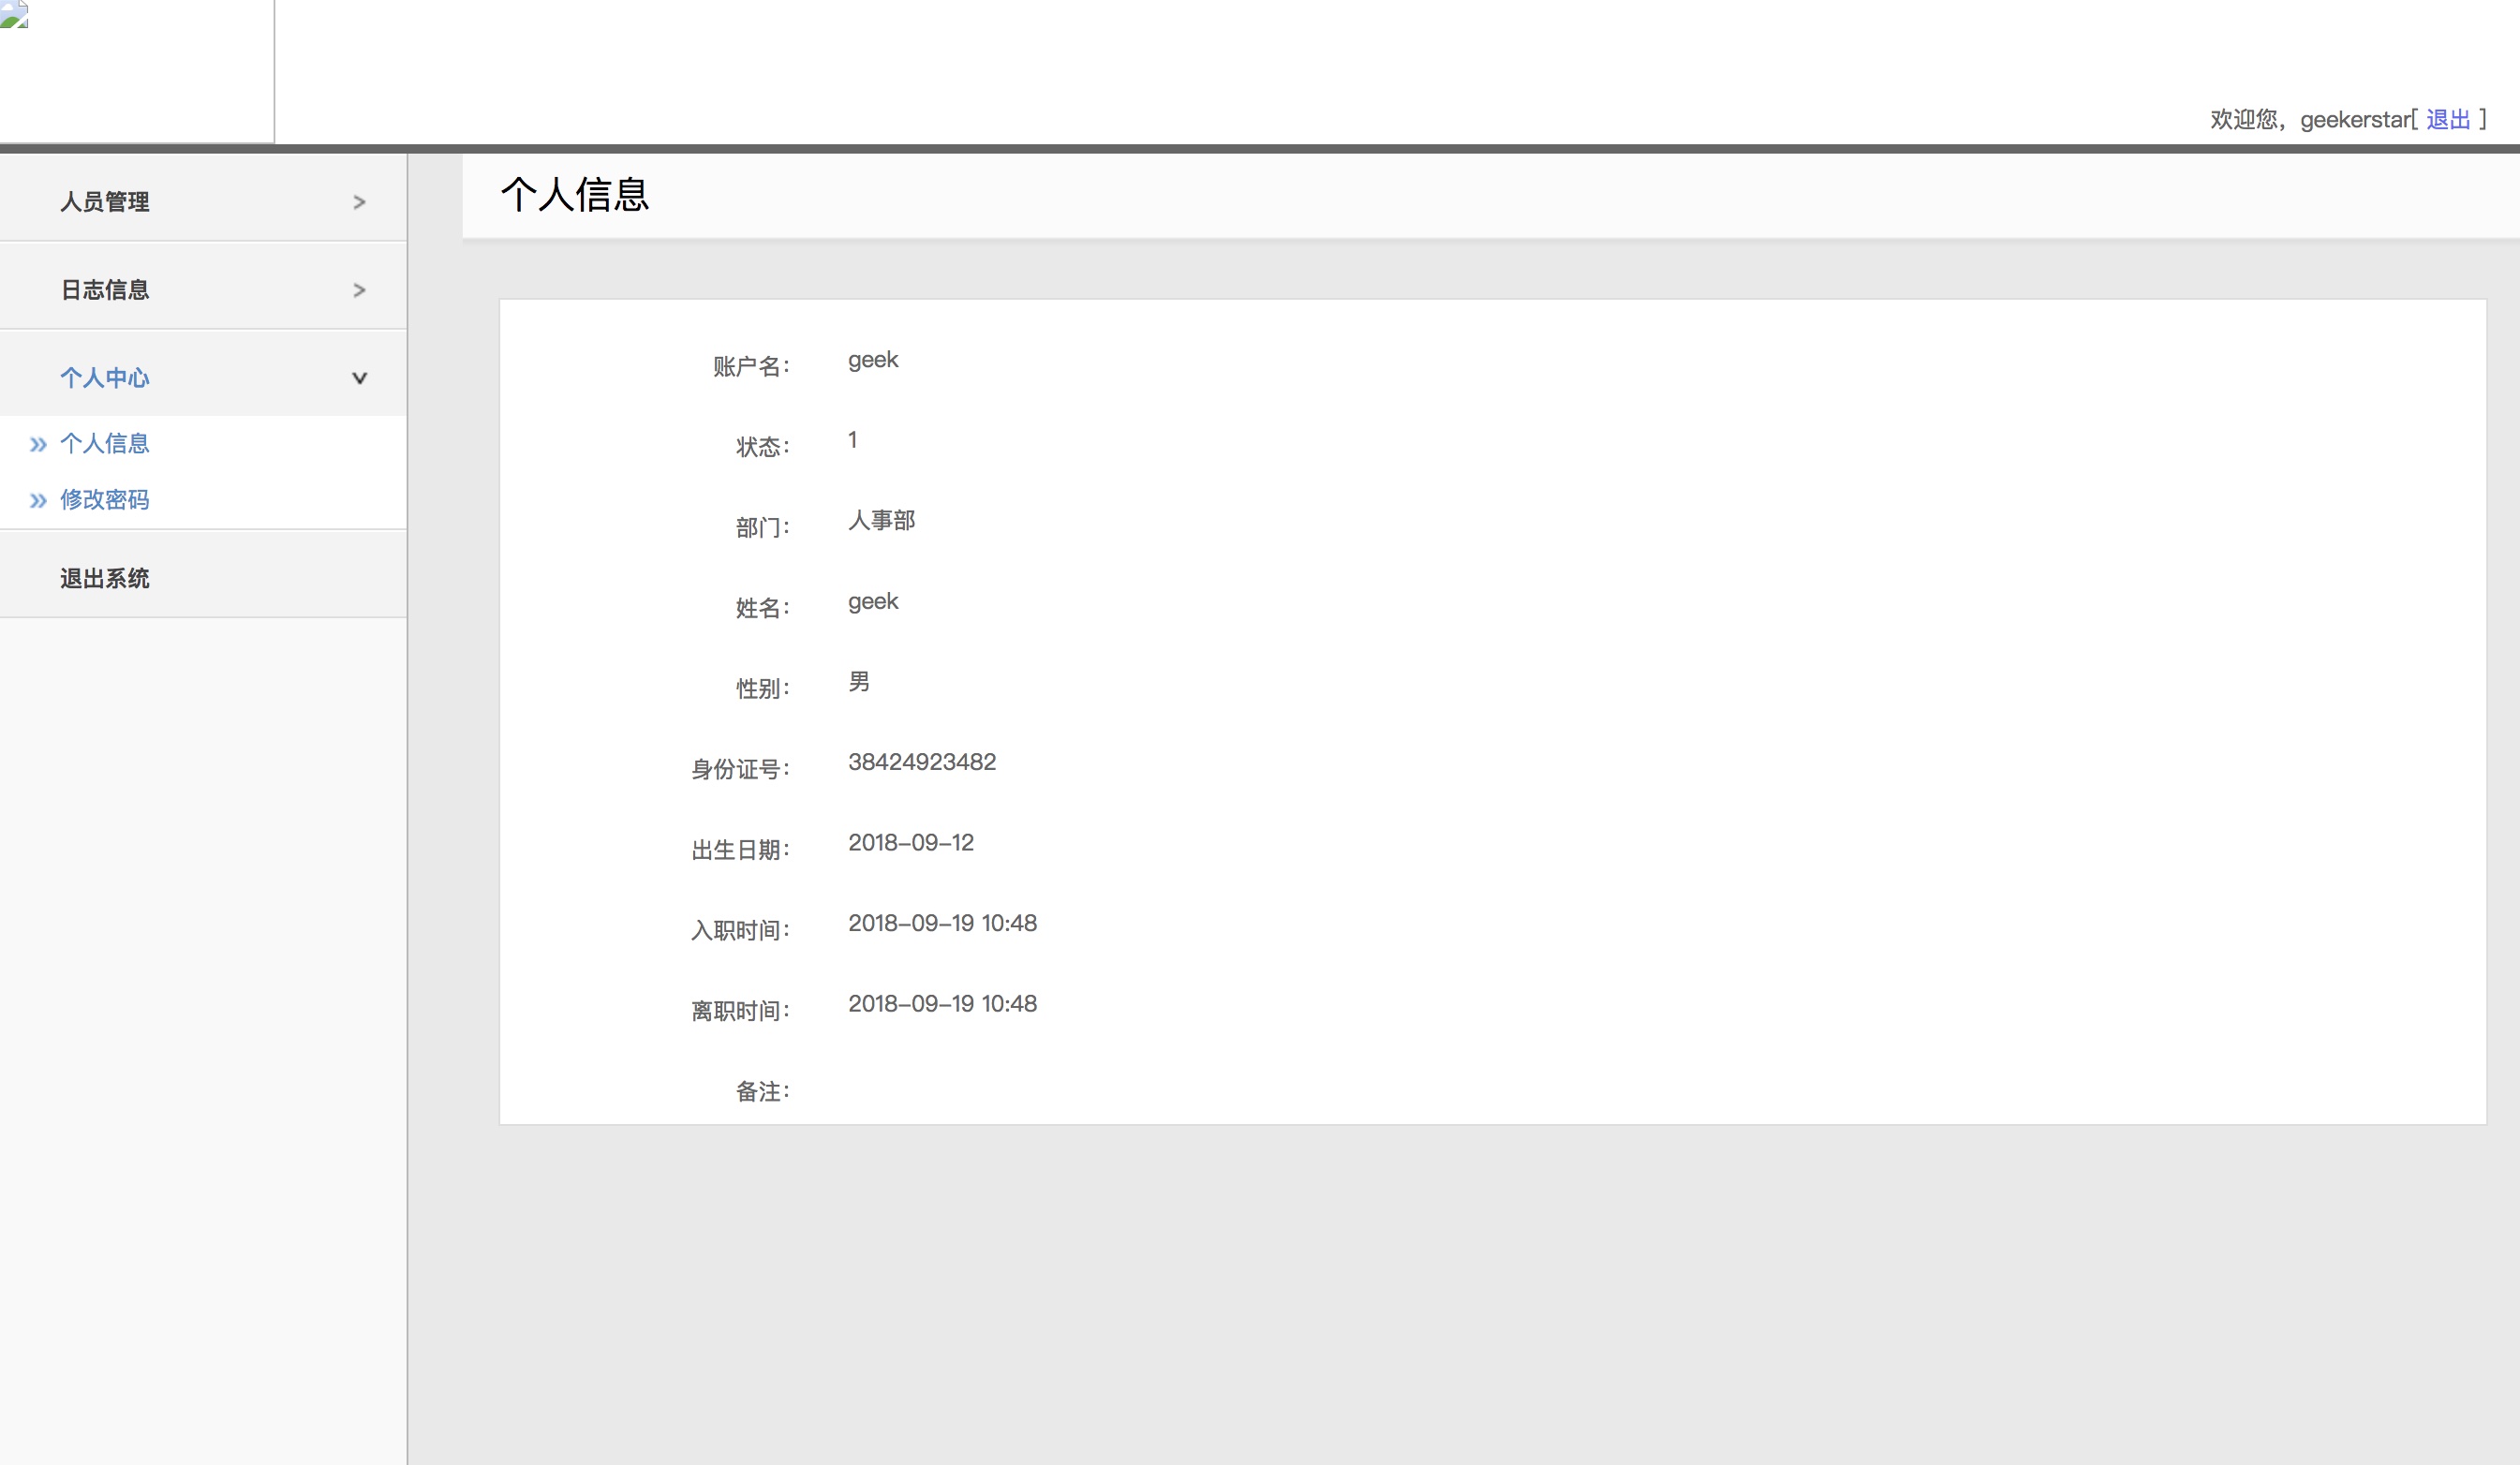 欢迎您，geekerstar[ 退出 ]
人员管理 >
日志信息 >
个人中心 ∨
» 个人信息
» 修改密码
退出系统
个人信息
账户名： geek
状态： 1
部门： 人事部
姓名： geek
性别： 男
身份证号： 38424923482
出生日期： 2018-09-12
入职时间： 2018-09-19 10:48
离职时间： 2018-09-19 10:48
备注：